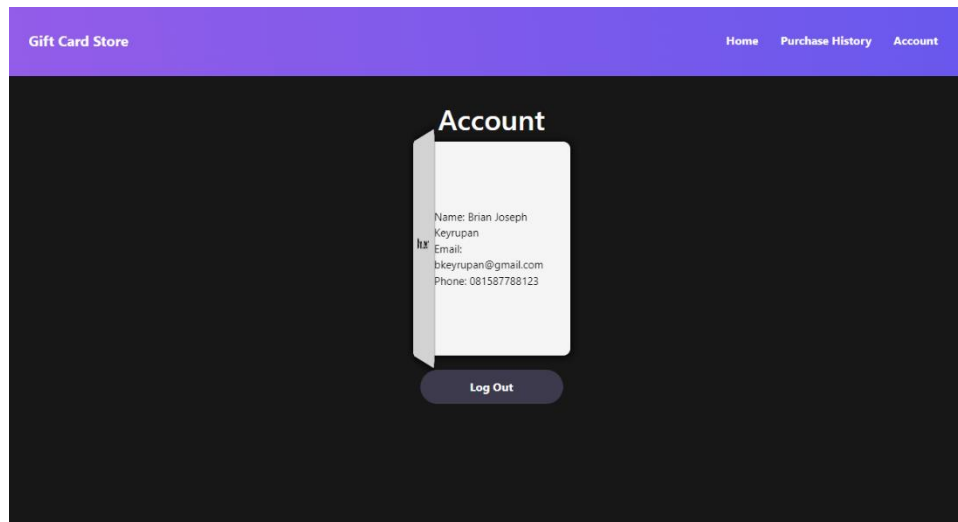 Gift Card Store
Home Purchase History Account
Account
Name: Brian Joseph
Keyrupan
Email:
bkeyrupan@gmail.com
Phone: 081587788123
Log Out